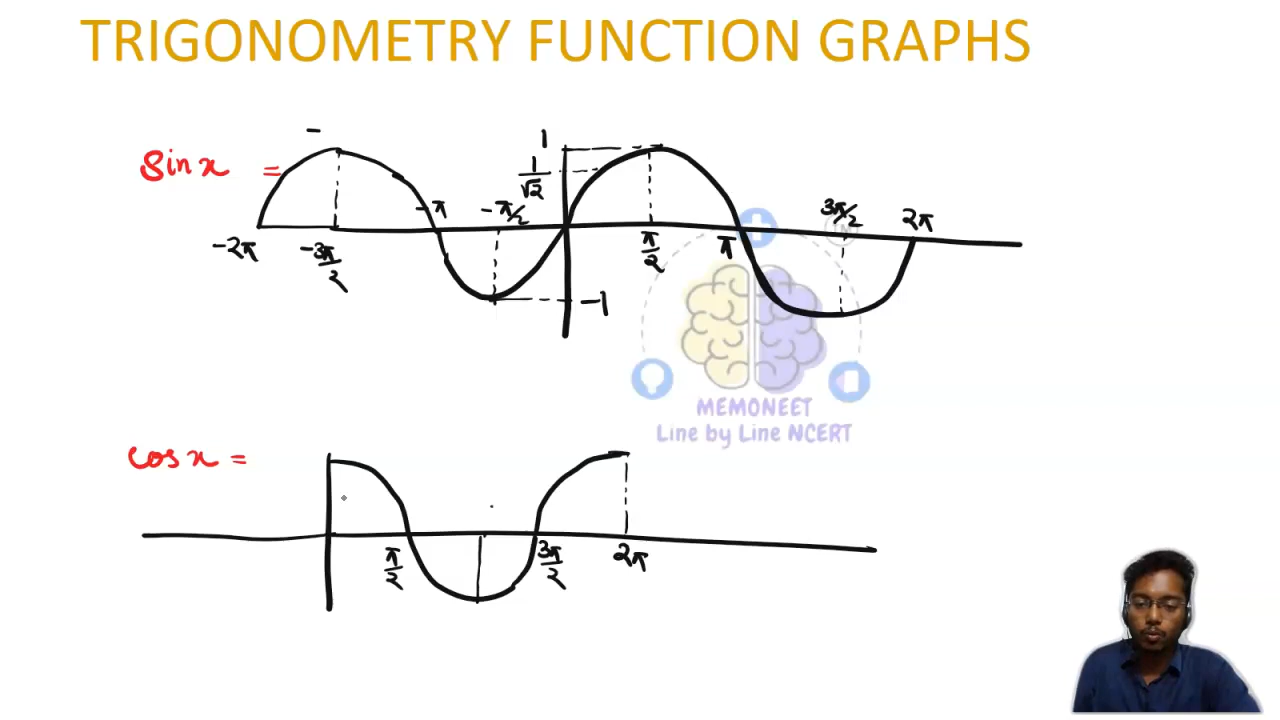 TRIGONOMETRY FUNCTION GRAPHS
sin x =
-
1
1/√2
-2π
-3π/2
-π
-π/2
-1
π/2
π
3π/2
2π
MEMONEET
Line by Line NCERT
cos x =
π/2
3π/2
2π